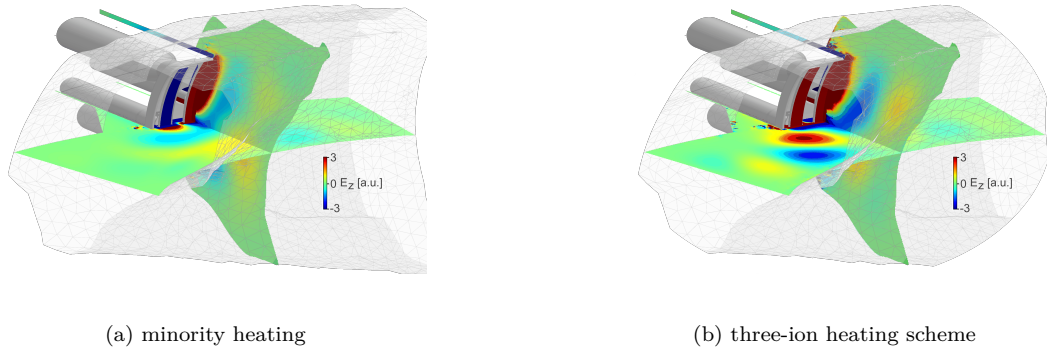 3
0 E_Z [a.u.]
-3
3
0 E_Z [a.u.]
-3
(a) minority heating
(b) three-ion heating scheme